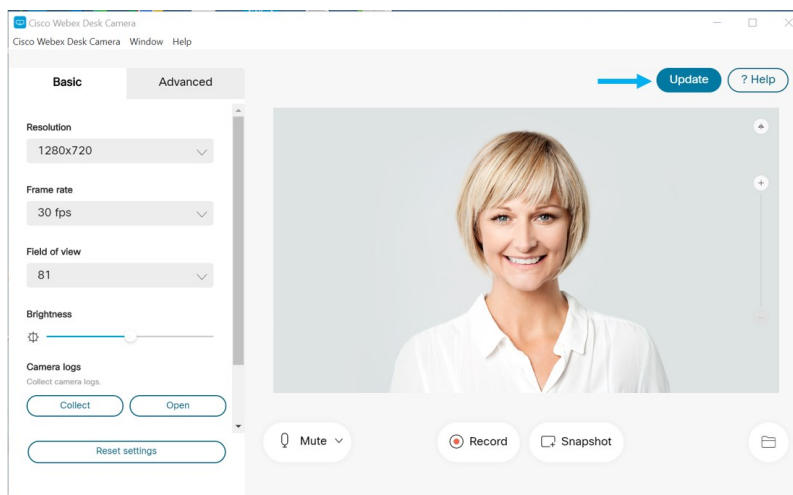 Cisco Webex Desk Camera
Cisco Webex Desk Camera Window Help
Basic Advanced
Update ? Help
Resolution
1280x720
Frame rate
30 fps
Field of view
81
Brightness
Camera logs
Collect camera logs.
Collect Open
Reset settings
Mute Record Snapshot